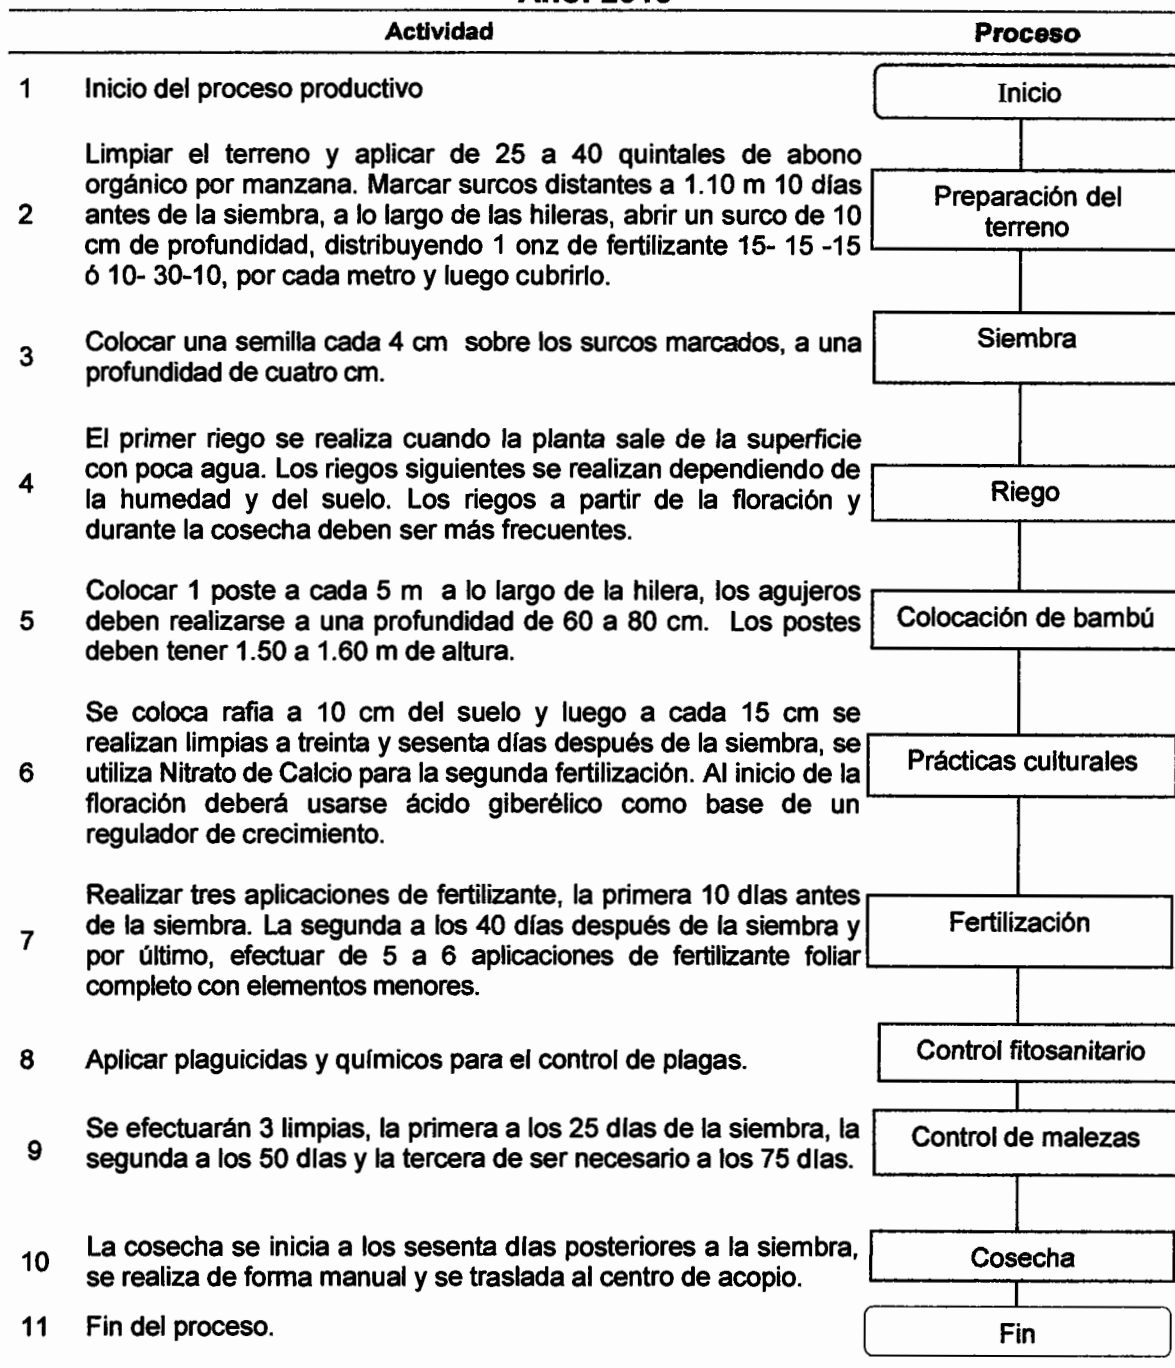 Actividad Proceso
1 Inicio del proceso productivo
Inicio
Limpiar el terreno y aplicar de 25 a 40 quintales de abono
orgánico por manzana. Marcar surcos distantes a 1.10 m 10 días
2 antes de la siembra, a lo largo de las hileras, abrir un surco de 10
cm de profundidad, distribuyendo 1 onz de fertilizante 15- 15 -15
ó 10- 30-10, por cada metro y luego cubrirlo.
Preparación del
terreno
3 Colocar una semilla cada 4 cm sobre los surcos marcados, a una
profundidad de cuatro cm.
Siembra
El primer riego se realiza cuando la planta sale de la superficie
con poca agua. Los riegos siguientes se realizan dependiendo de
4 la humedad y del suelo. Los riegos a partir de la floración y
durante la cosecha deben ser más frecuentes.
Riego
Colocar 1 poste a cada 5 m a lo largo de la hilera, los agujeros
5 deben realizarse a una profundidad de 60 a 80 cm. Los postes
deben tener 1.50 a 1.60 m de altura.
Colocación de bambú
Se coloca rafia a 10 cm del suelo y luego a cada 15 cm se
realizan limpias a treinta y sesenta días después de la siembra, se
6 utiliza Nitrato de Calcio para la segunda fertilización. Al inicio de la
floración deberá usarse ácido giberélico como base de un
regulador de crecimiento.
Prácticas culturales
Realizar tres aplicaciones de fertilizante, la primera 10 días antes
de la siembra. La segunda a los 40 días después de la siembra y
7 por último, efectuar de 5 a 6 aplicaciones de fertilizante foliar
completo con elementos menores.
Fertilización
8 Aplicar plaguicidas y químicos para el control de plagas.
Control fitosanitario
9 Se efectuarán 3 limpias, la primera a los 25 días de la siembra, la
segunda a los 50 días y la tercera de ser necesario a los 75 días.
Control de malezas
10 La cosecha se inicia a los sesenta días posteriores a la siembra,
se realiza de forma manual y se traslada al centro de acopio.
Cosecha
11 Fin del proceso.
Fin